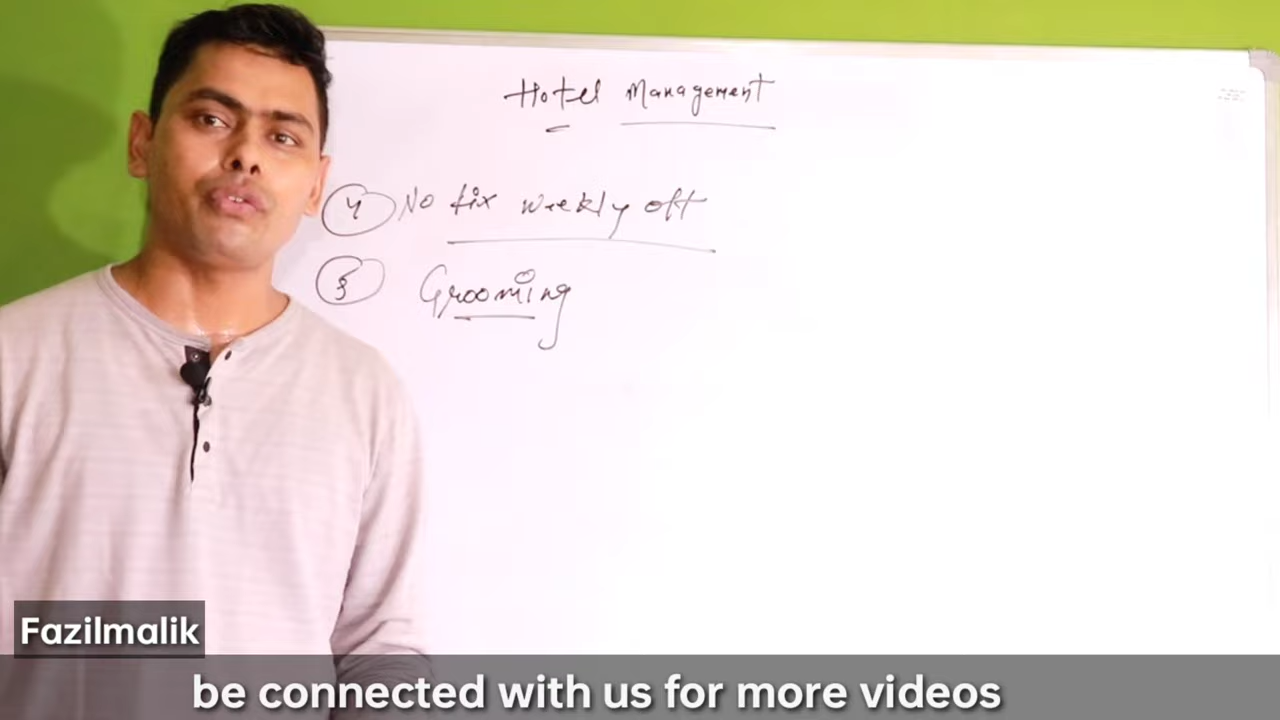 Hotel Management
4 No fix weekly off
5 Grooming
Fazilmalik
be connected with us for more videos